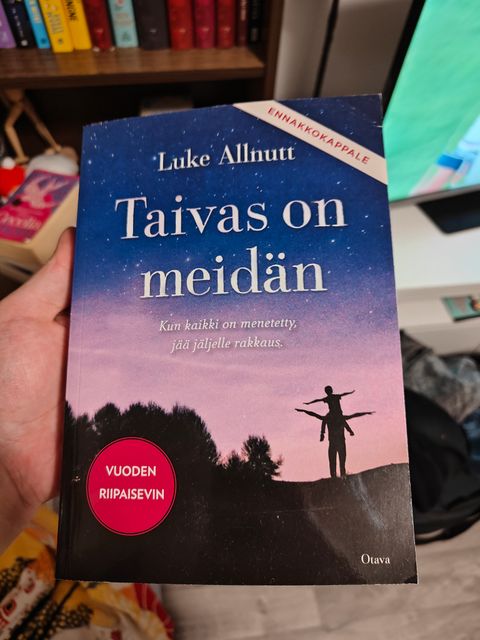 ENNAKKOKAPPALE
Luke Allnutt
Taivas on
meidän
Kun kaikki on menetetty,
jää jäljelle rakkaus.
VUODEN
RIIPAISEVIN
Otava